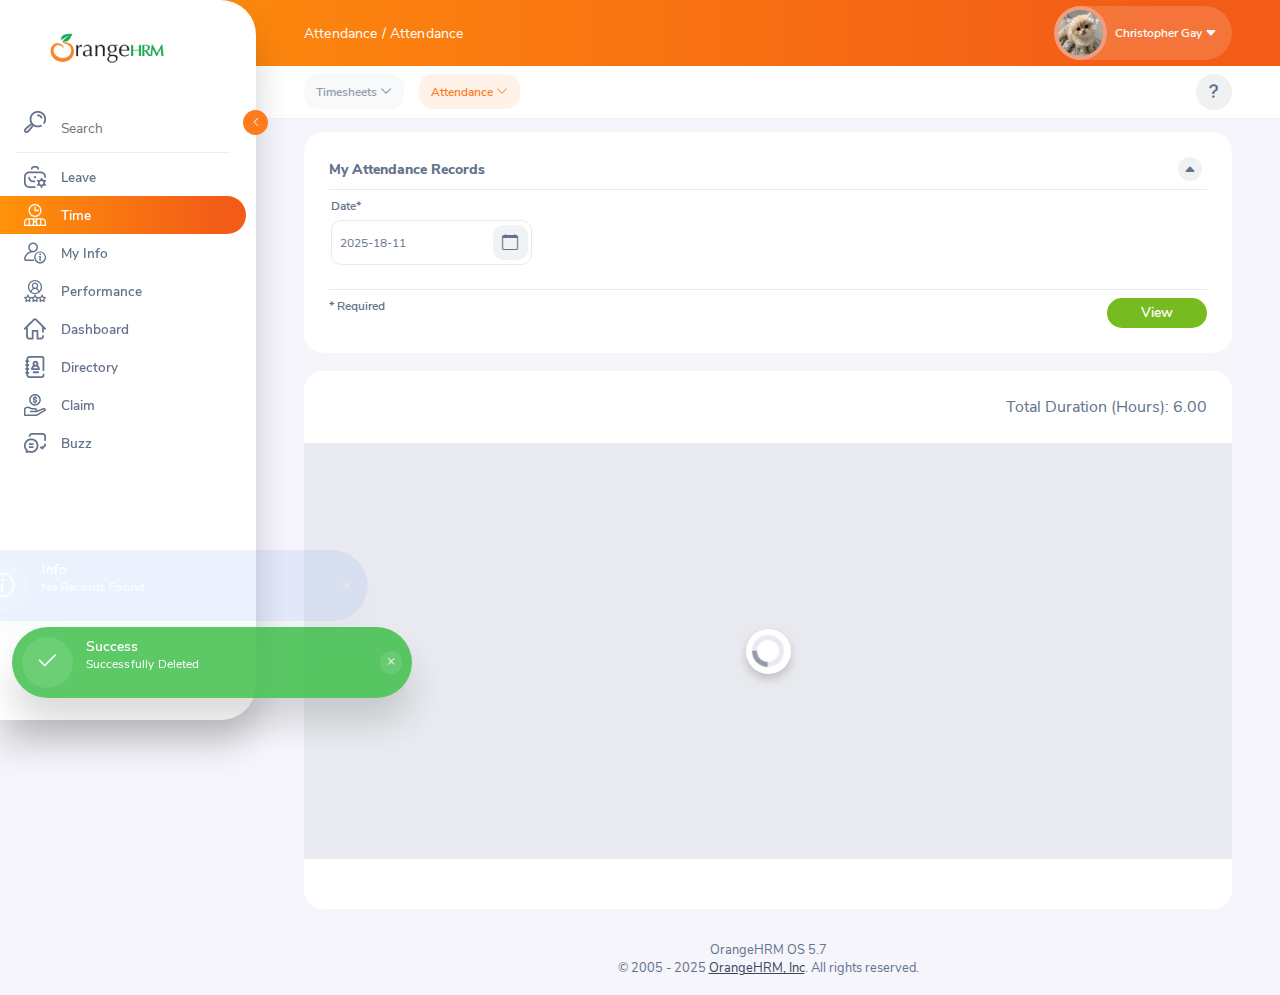 OrangeHRM
Search
Leave
Time
My Info
Performance
Dashboard
Directory
Claim
Buzz
Attendance / Attendance
Christopher Gay
Timesheets
Attendance
?
My Attendance Records
Date*
2025-18-11
* Required
View
Total Duration (Hours): 6.00
Info
No Records Found
×
Success
Successfully Deleted
×
OrangeHRM OS 5.7
© 2005 - 2025 OrangeHRM, Inc. All rights reserved.